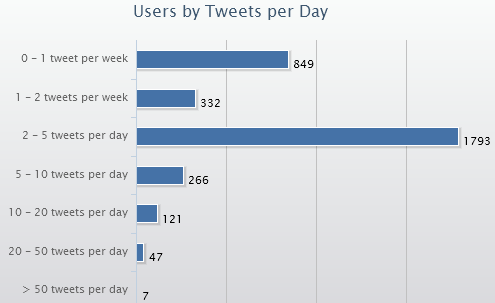 Users by Tweets per Day
0 - 1 tweet per week 849
1 - 2 tweets per week 332
2 - 5 tweets per day 1793
5 - 10 tweets per day 266
10 - 20 tweets per day 121
20 - 50 tweets per day 47
> 50 tweets per day 7